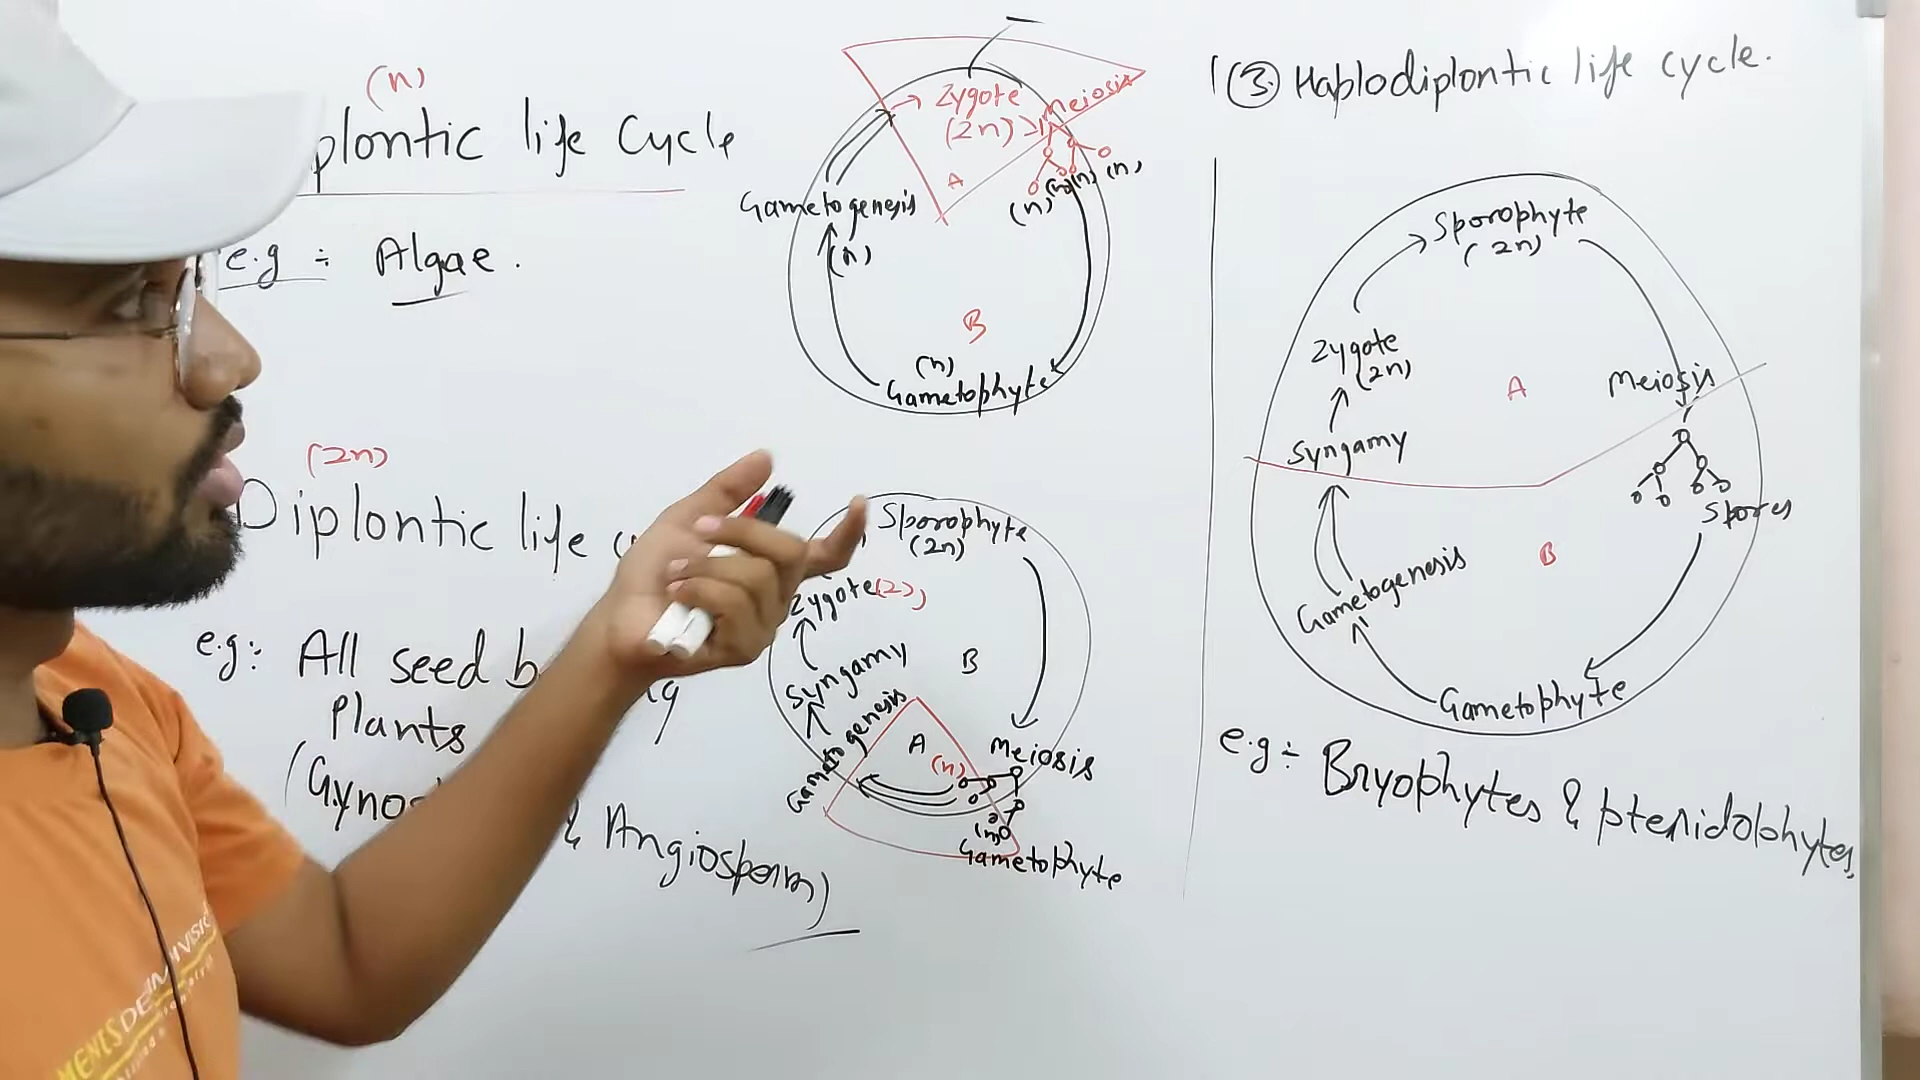 (n)
plontic life Cycle
e.g ÷ Algae.
Zygote
(2n)
Meiosis
(n) (n) (n) (n)
A
Gametogenesis
(n)
B
(n)
Gametophyte
(2n)
Diplontic life
e.g:- All seed b
Plants
& Angiosperm)
Sporophyte
(2n)
Zygote
Syngamy
B
Gametogenesis
A
(n)
Meiosis
Gametophyte
(3) Haplodiplontic life cycle.
Sporophyte
(2n)
Zygote
(2n)
A
Meiosis
Syngamy
Spores
B
Gametogenesis
Gametophyte
e.g ÷ Bryophytes & pteridophytes,